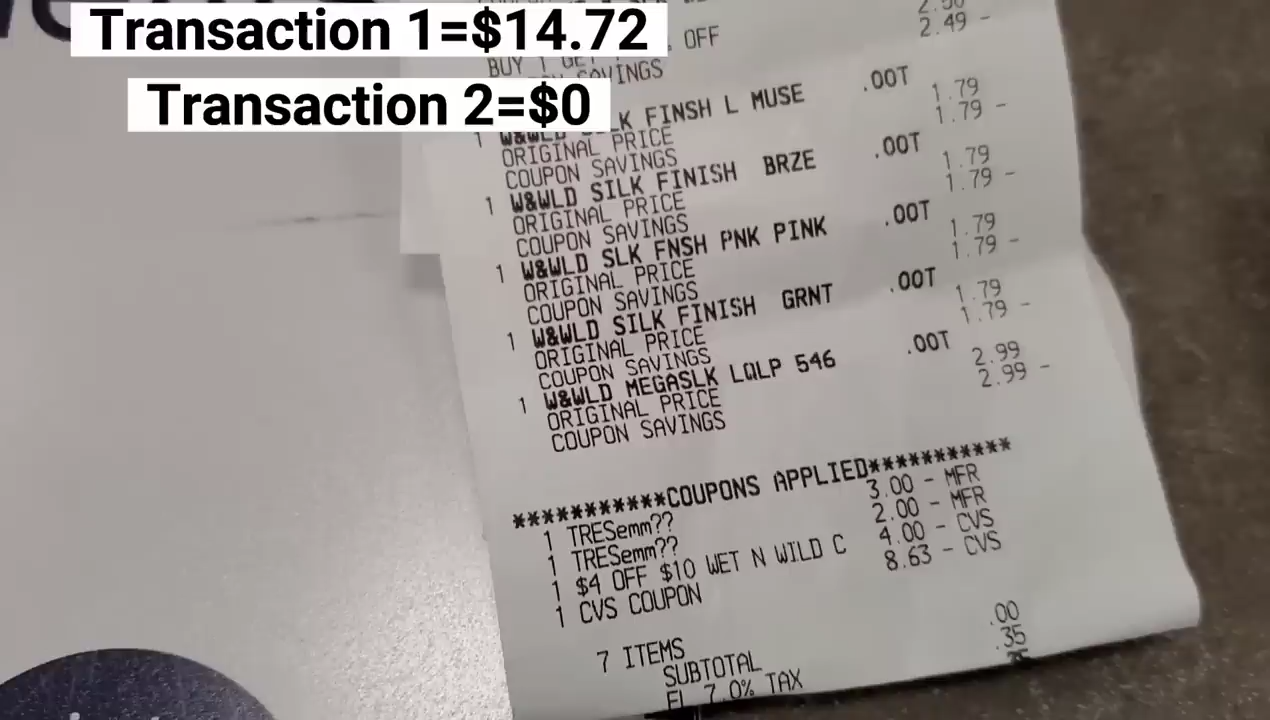 Transaction 1=$14.72
Transaction 2=$0
2.49 -
OFF
BUY 1 GET
SAVINGS
1 W&WLD K FINSH L MUSE .00T
ORIGINAL PRICE 1.79
COUPON SAVINGS 1.79 -
1 W&WLD SILK FINISH BRZE .00T
ORIGINAL PRICE 1.79
COUPON SAVINGS 1.79 -
1 W&WLD SLK FNSH PNK PINK .00T
ORIGINAL PRICE 1.79
COUPON SAVINGS 1.79 -
1 W&WLD SILK FINISH GRNT .00T
ORIGINAL PRICE 1.79
COUPON SAVINGS 1.79 -
1 W&WLD MEGASLK LQLP 546 .00T
ORIGINAL PRICE 2.99
COUPON SAVINGS 2.99 -
***********COUPONS APPLIED***********
1 TRESemm?? 3.00 - MFR
1 TRESemm?? 2.00 - MFR
1 $4 OFF $10 WET N WILD C 4.00 - CVS
1 CVS COUPON 8.63 - CVS
7 ITEMS
SUBTOTAL .00
FL 7.0% TAX .35